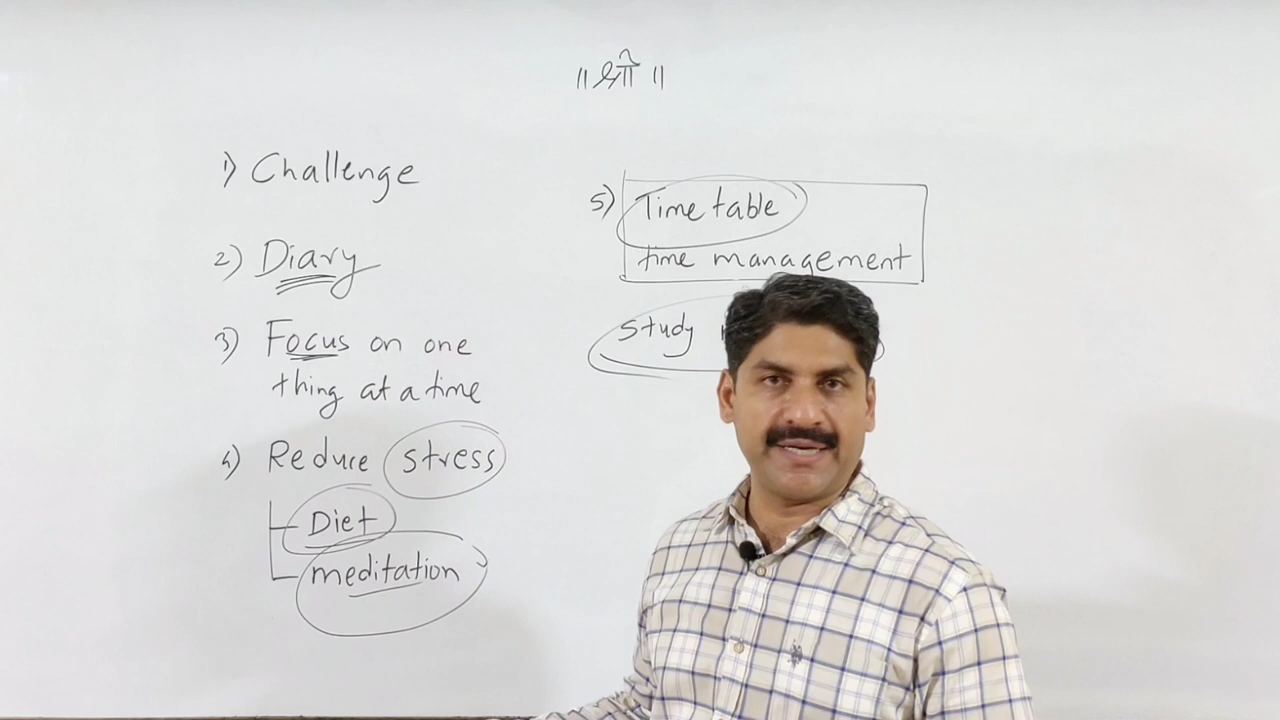 ॥ श्री ॥
1) Challenge
2) Diary
3) Focus on one
thing at a time
4) Reduce stress
Diet
meditation
5) Time table
time management
Study